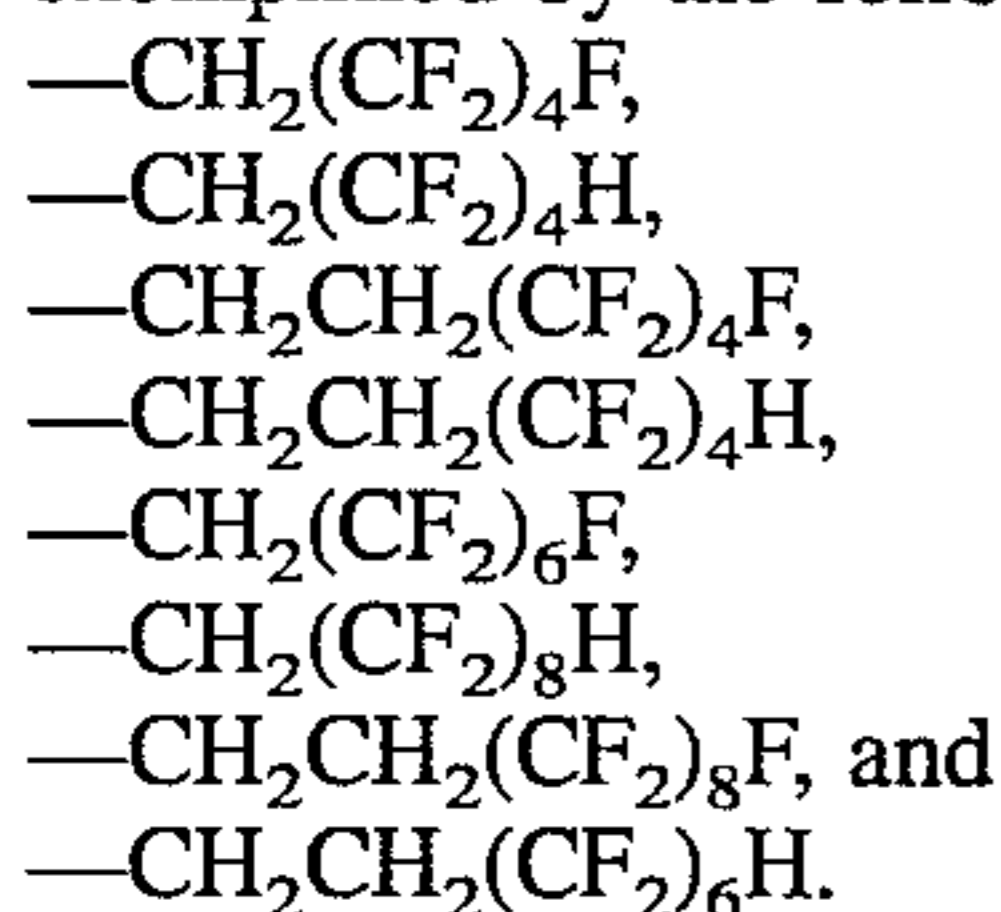 —CH₂(CF₂)₄F,
—CH₂(CF₂)₄H,
—CH₂CH₂(CF₂)₄F,
—CH₂CH₂(CF₂)₄H,
—CH₂(CF₂)₆F,
—CH₂(CF₂)₈H,
—CH₂CH₂(CF₂)₈F, and
—CH₂CH₂(CF₂)₆H.